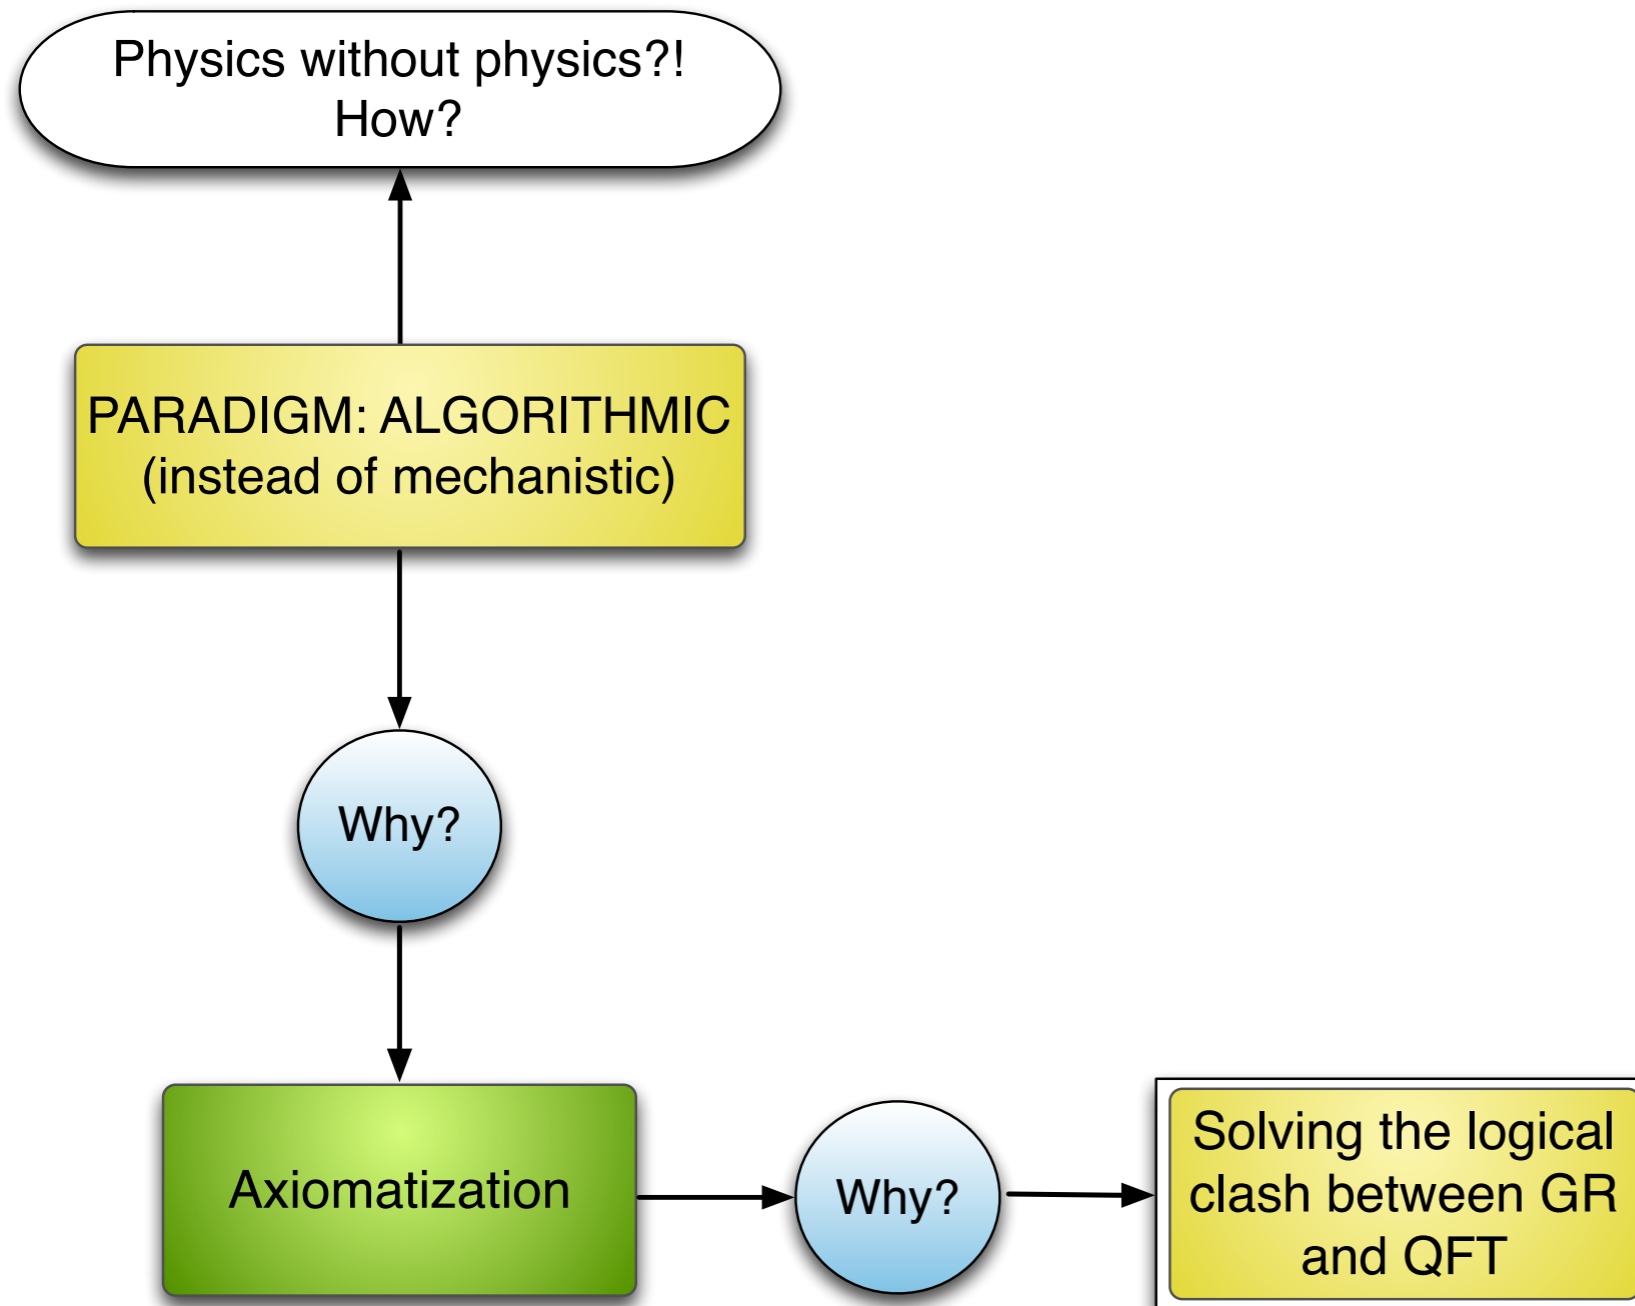 Physics without physics?!
How?
PARADIGM: ALGORITHMIC
(instead of mechanistic)
Why?
Axiomatization
Why?
Solving the logical
clash between GR
and QFT